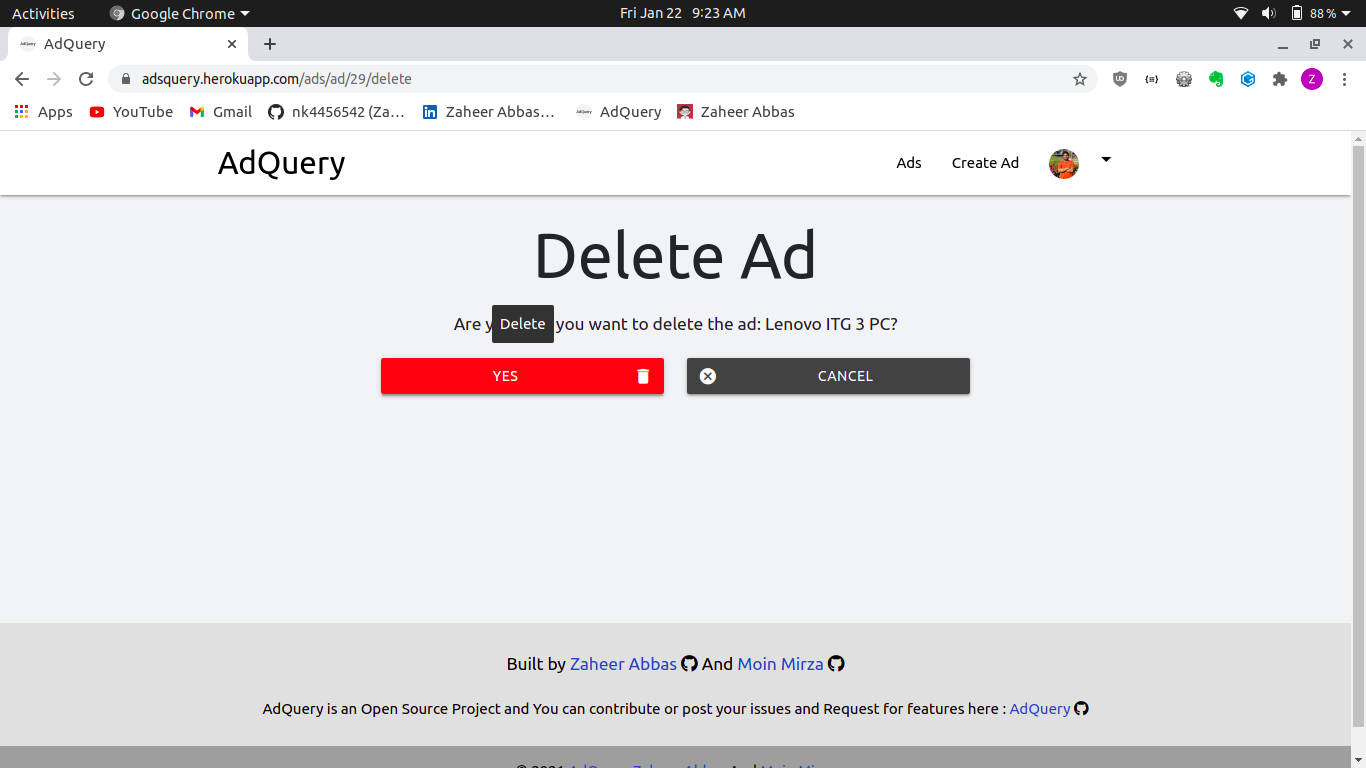 Activities Google Chrome Fri Jan 22 9:23 AM 88 %
AdQuery
adsquery.herokuapp.com/ads/ad/29/delete Z
Apps YouTube Gmail nk4456542 (Za... Zaheer Abbas... AdQuery Zaheer Abbas
AdQuery Ads Create Ad
Delete Ad
Are y Delete you want to delete the ad: Lenovo ITG 3 PC?
YES CANCEL
Built by Zaheer Abbas And Moin Mirza
AdQuery is an Open Source Project and You can contribute or post your issues and Request for features here : AdQuery